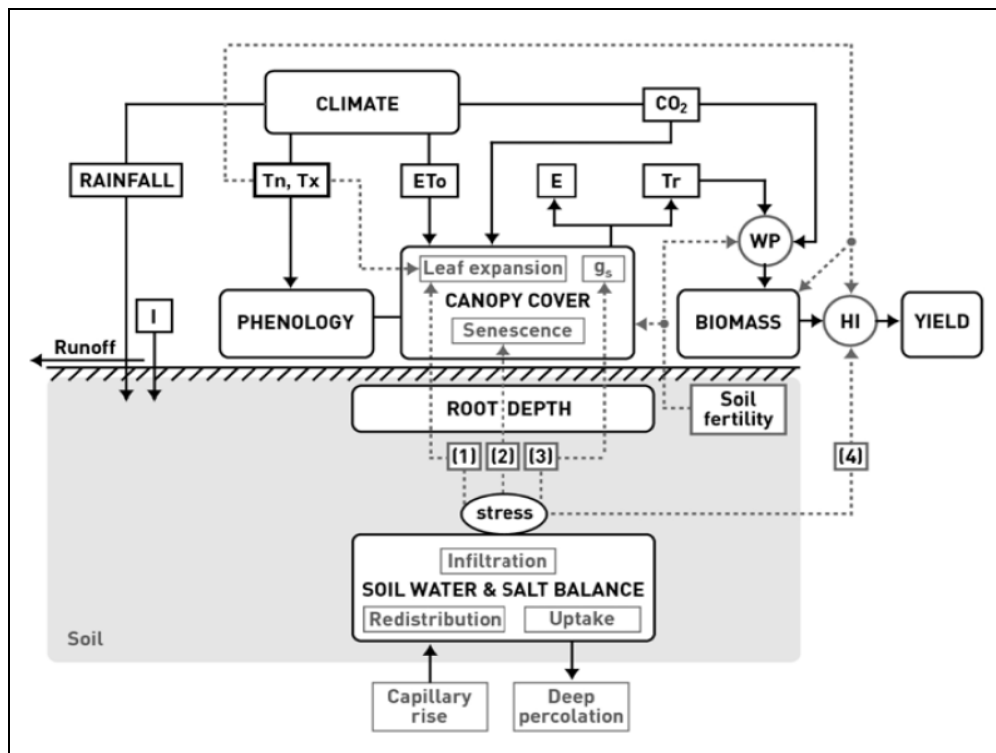 CLIMATE
CO₂
RAINFALL
Tn, Tx
ETo
E
Tr
WP
Leaf expansion
gₛ
CANOPY COVER
Senescence
PHENOLOGY
I
BIOMASS
HI
YIELD
Runoff
ROOT DEPTH
Soil
fertility
(1)
(2)
(3)
(4)
stress
Infiltration
SOIL WATER & SALT BALANCE
Redistribution
Uptake
Soil
Capillary
rise
Deep
percolation